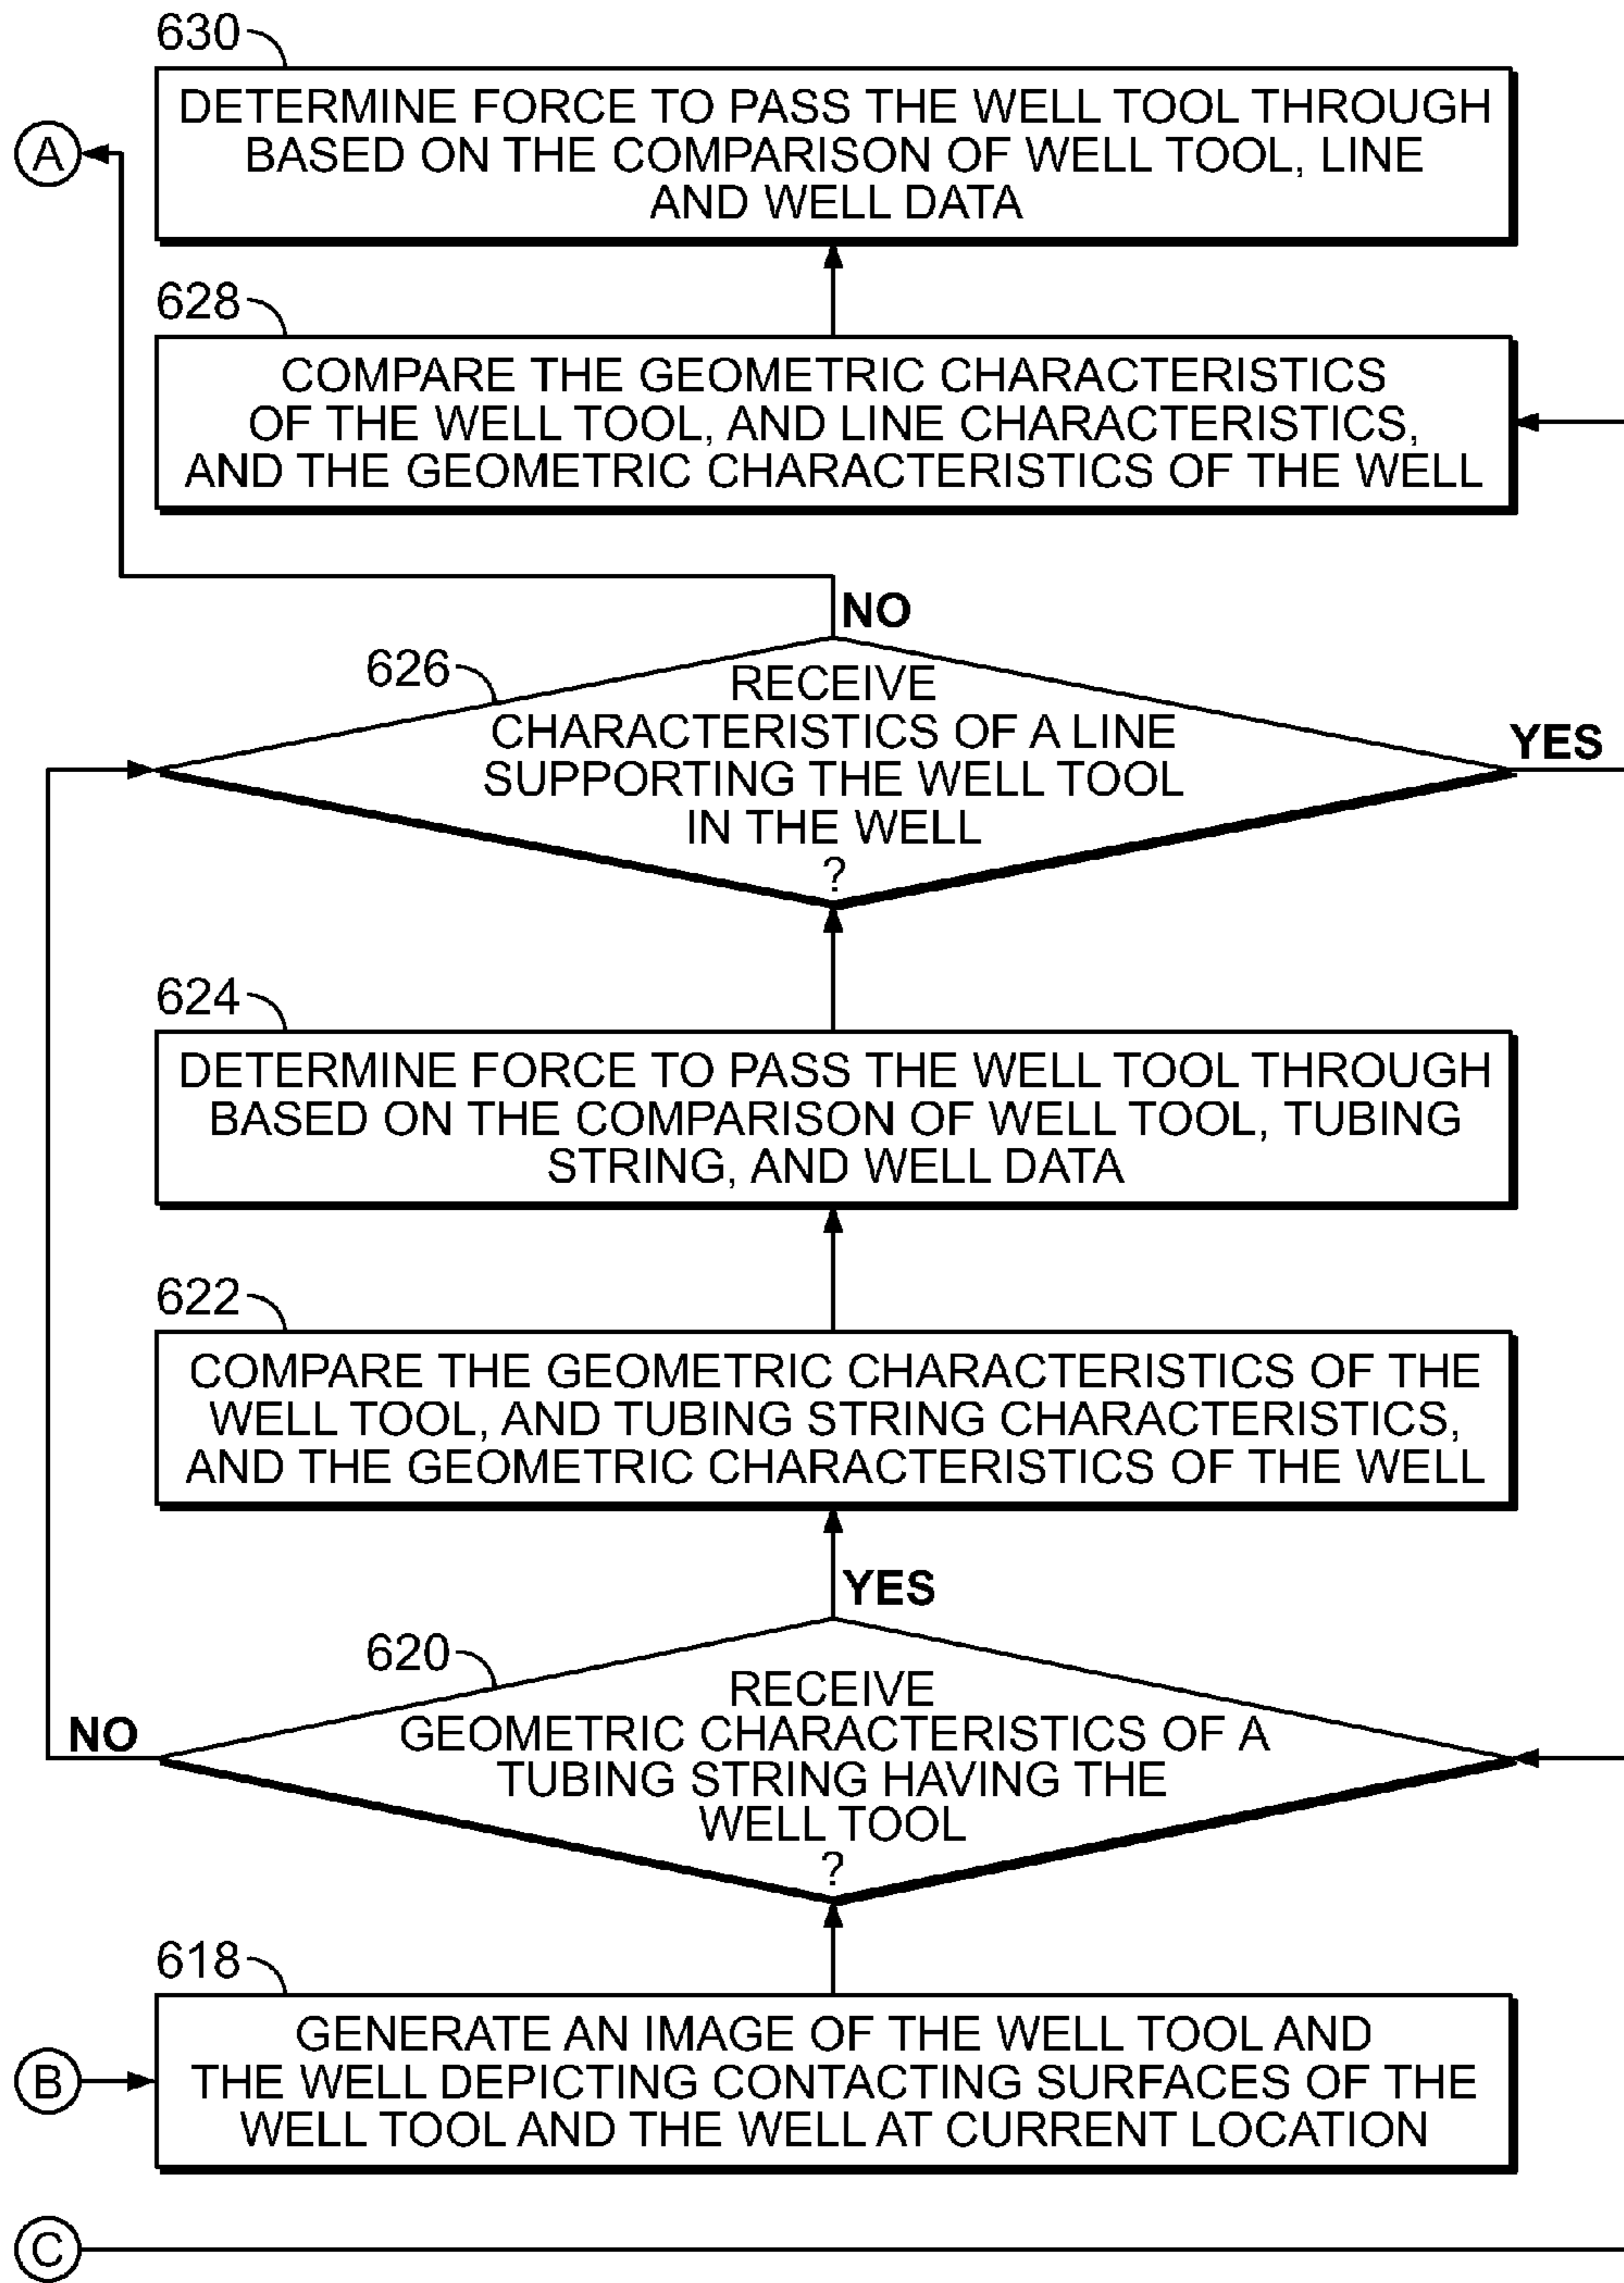 630
DETERMINE FORCE TO PASS THE WELL TOOL THROUGH
BASED ON THE COMPARISON OF WELL TOOL, LINE
AND WELL DATA
A
628
COMPARE THE GEOMETRIC CHARACTERISTICS
OF THE WELL TOOL, AND LINE CHARACTERISTICS,
AND THE GEOMETRIC CHARACTERISTICS OF THE WELL
NO
626
RECEIVE
CHARACTERISTICS OF A LINE
SUPPORTING THE WELL TOOL
IN THE WELL
?
YES
624
DETERMINE FORCE TO PASS THE WELL TOOL THROUGH
BASED ON THE COMPARISON OF WELL TOOL, TUBING
STRING, AND WELL DATA
622
COMPARE THE GEOMETRIC CHARACTERISTICS OF THE
WELL TOOL, AND TUBING STRING CHARACTERISTICS,
AND THE GEOMETRIC CHARACTERISTICS OF THE WELL
YES
620
RECEIVE
GEOMETRIC CHARACTERISTICS OF A
TUBING STRING HAVING THE
WELL TOOL
?
NO
618
GENERATE AN IMAGE OF THE WELL TOOL AND
THE WELL DEPICTING CONTACTING SURFACES OF THE
WELL TOOL AND THE WELL AT CURRENT LOCATION
B
C